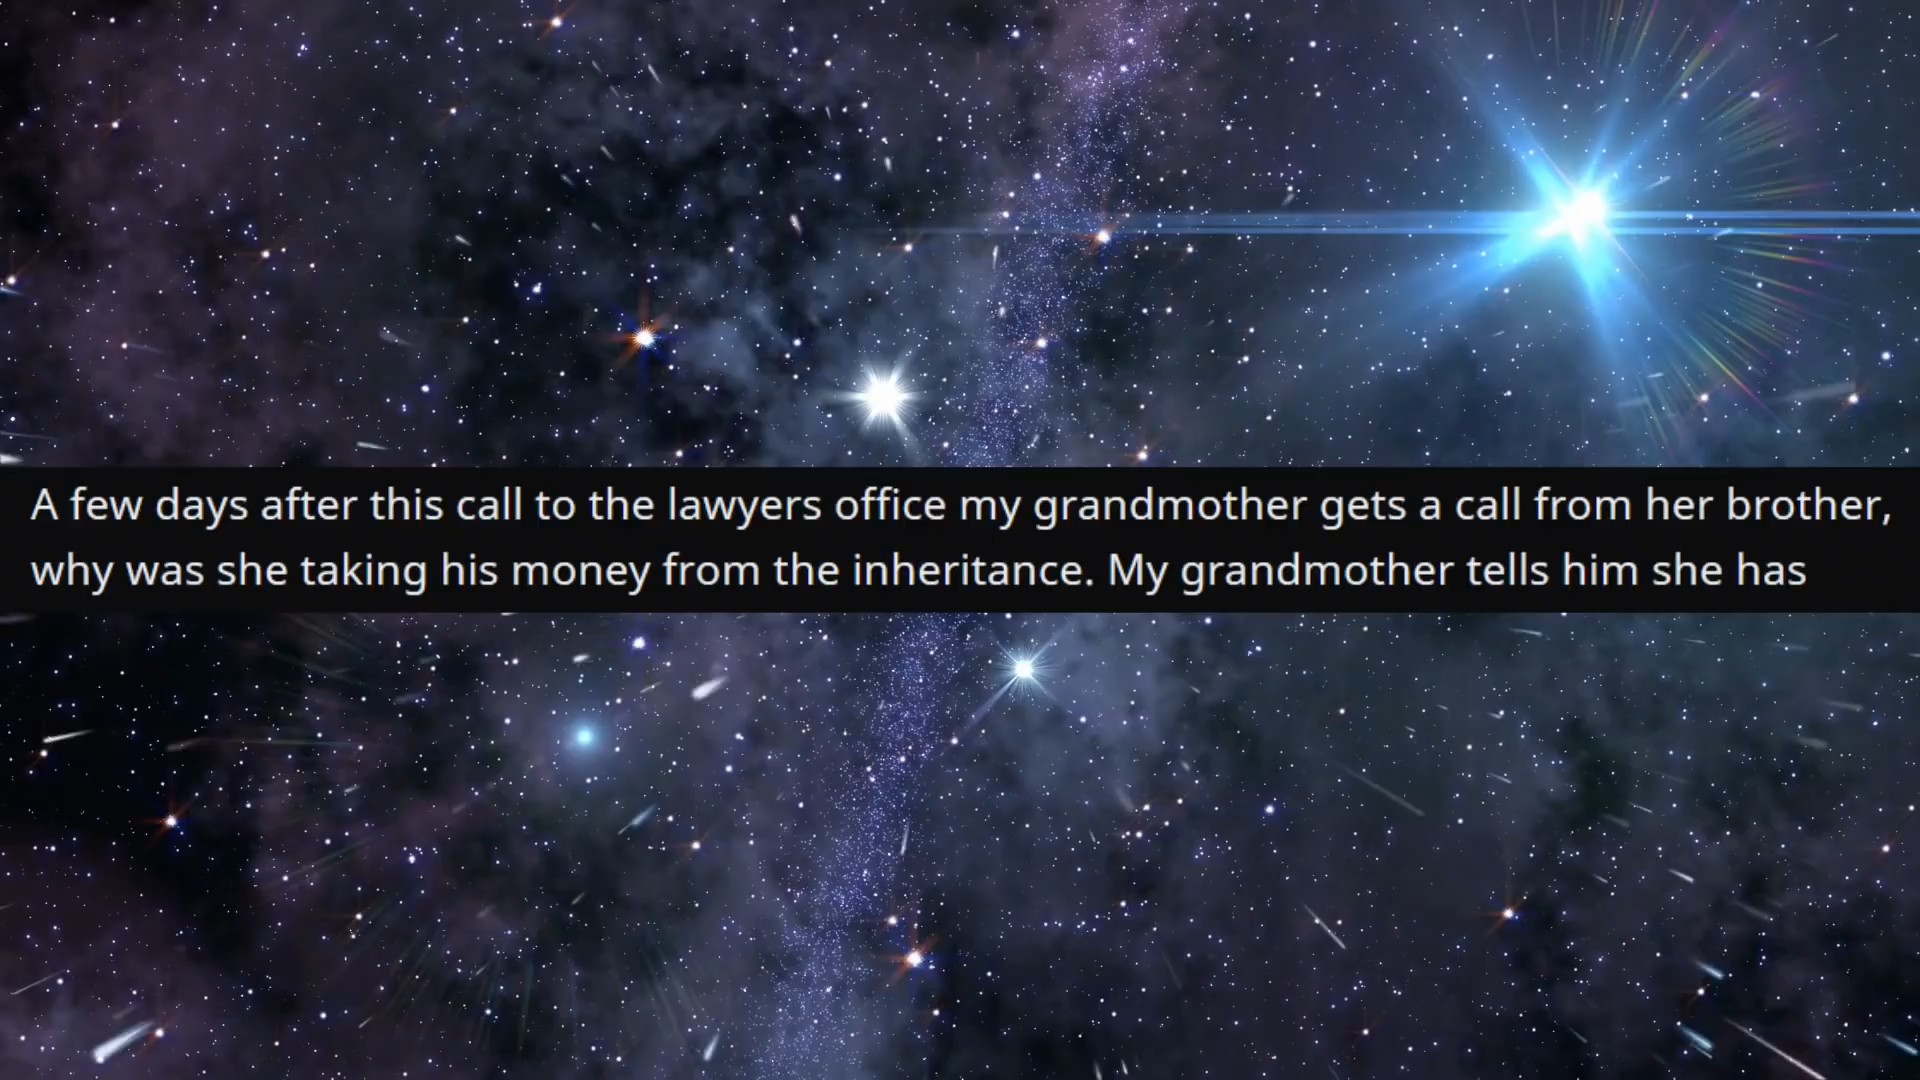 A few days after this call to the lawyers office my grandmother gets a call from her brother,
why was she taking his money from the inheritance. My grandmother tells him she has